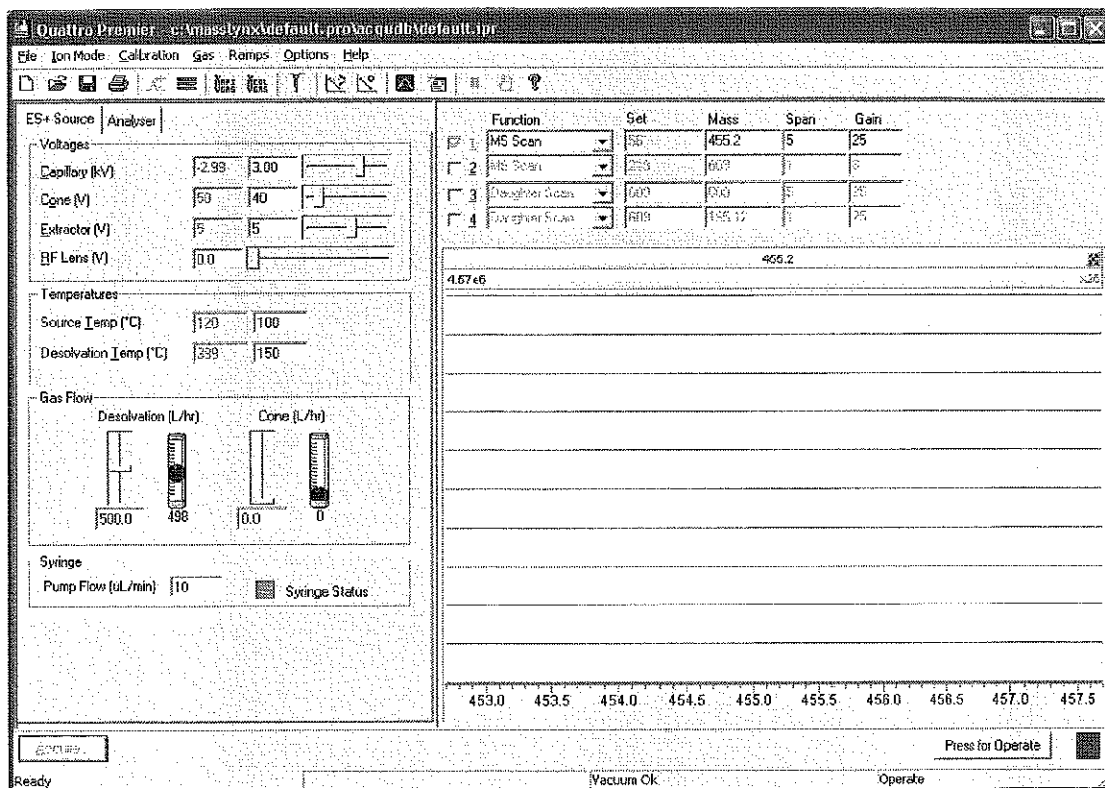 Quattro Premier - c:\masslynx\default.pro\acqudb\default.ipr
File Ion Mode Calibration Gas Ramps Options Help
ES+ Source Analyser
Voltages
Capillary (kV) -2.99 3.00
Cone (V) 50 40
Extractor (V) 5 5
RF Lens (V) 0.0
Temperatures
Source Temp (°C) 120 100
Desolvation Temp (°C) 339 150
Gas Flow
Desolvation (L/hr) Cone (L/hr)
500.0 498 0.0 0
Syringe
Pump Flow (uL/min) 10 Syringe Status
Function Set Mass Span Gain
1 MS Scan 455.2 5 25
2 MS Scan
3 Daughter Scan 609 5 25
4 Daughter Scan 609 1 25
455.2
4.67e6
453.0 453.5 454.0 454.5 455.0 455.5 456.0 456.5 457.0 457.5
Press for Operate
Ready Vacuum Ok Operate